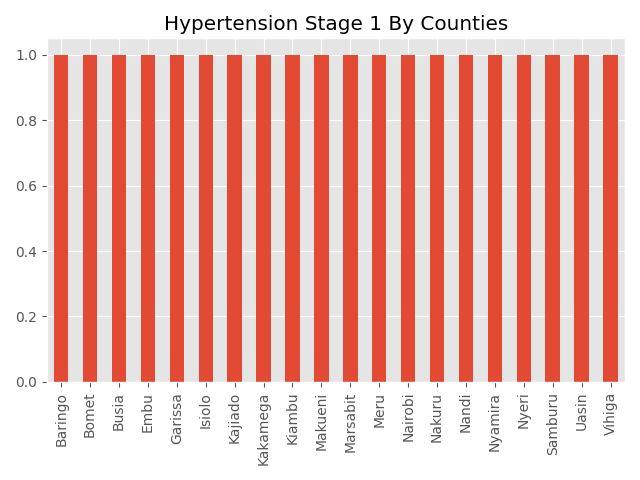 Hypertension Stage 1 By Counties
1.0
0.8
0.6
0.4
0.2
0.0
Baringo
Bomet
Busia
Embu
Garissa
Isiolo
Kajiado
Kakamega
Kiambu
Makueni
Marsabit
Meru
Nairobi
Nakuru
Nandi
Nyamira
Nyeri
Samburu
Uasin
Vihiga